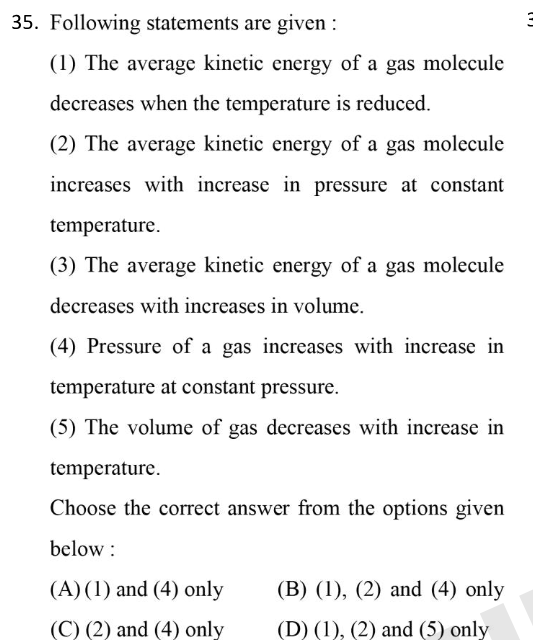 35. Following statements are given :
(1) The average kinetic energy of a gas molecule
decreases when the temperature is reduced.
(2) The average kinetic energy of a gas molecule
increases with increase in pressure at constant
temperature.
(3) The average kinetic energy of a gas molecule
decreases with increases in volume.
(4) Pressure of a gas increases with increase in
temperature at constant pressure.
(5) The volume of gas decreases with increase in
temperature.
Choose the correct answer from the options given
below :
(A) (1) and (4) only (B) (1), (2) and (4) only
(C) (2) and (4) only (D) (1), (2) and (5) only